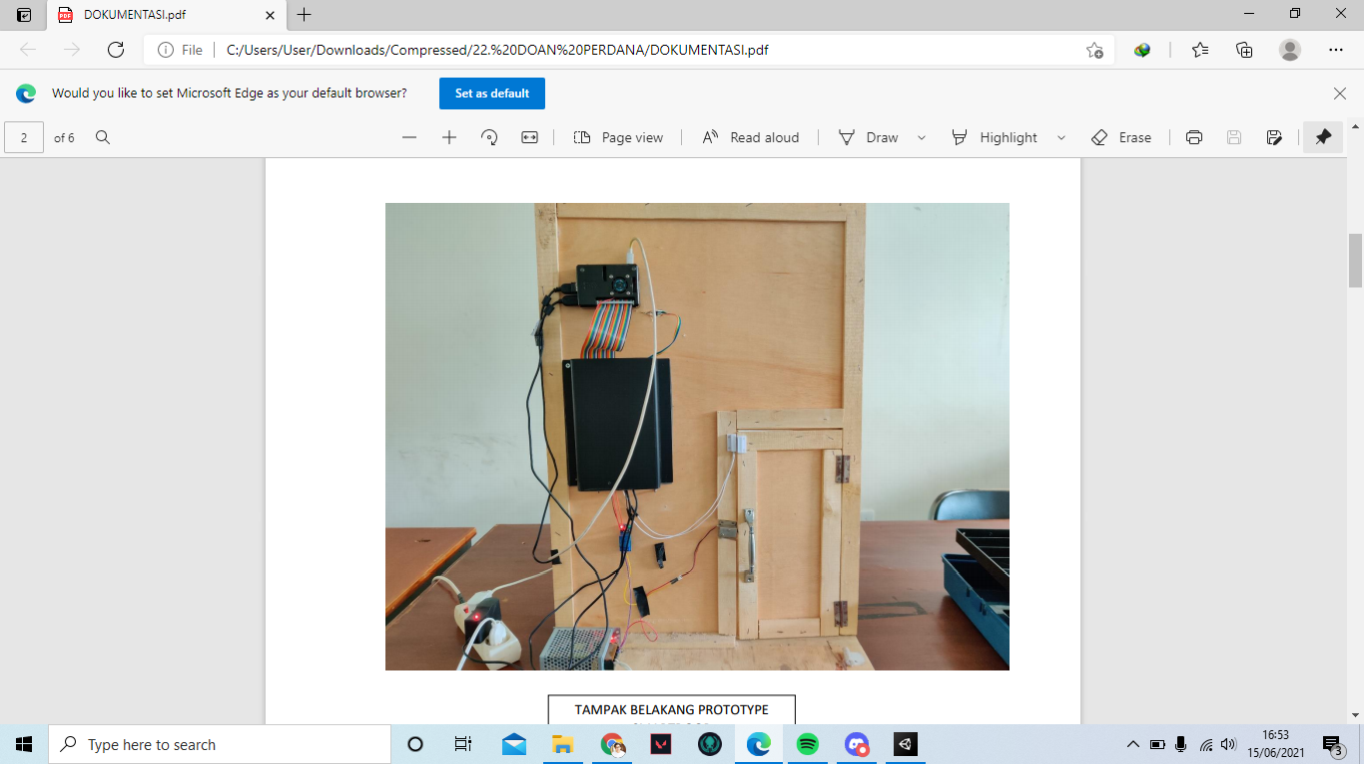 DOKUMENTASI.pdf
File
C:/Users/User/Downloads/Compressed/22.%20DOAN%20PERDANA/DOKUMENTASI.pdf
Would you like to set Microsoft Edge as your default browser?
Set as default
2 of 6
Page view
Read aloud
Draw
Highlight
Erase
TAMPAK BELAKANG PROTOTYPE
Type here to search
16:53
15/06/2021
3